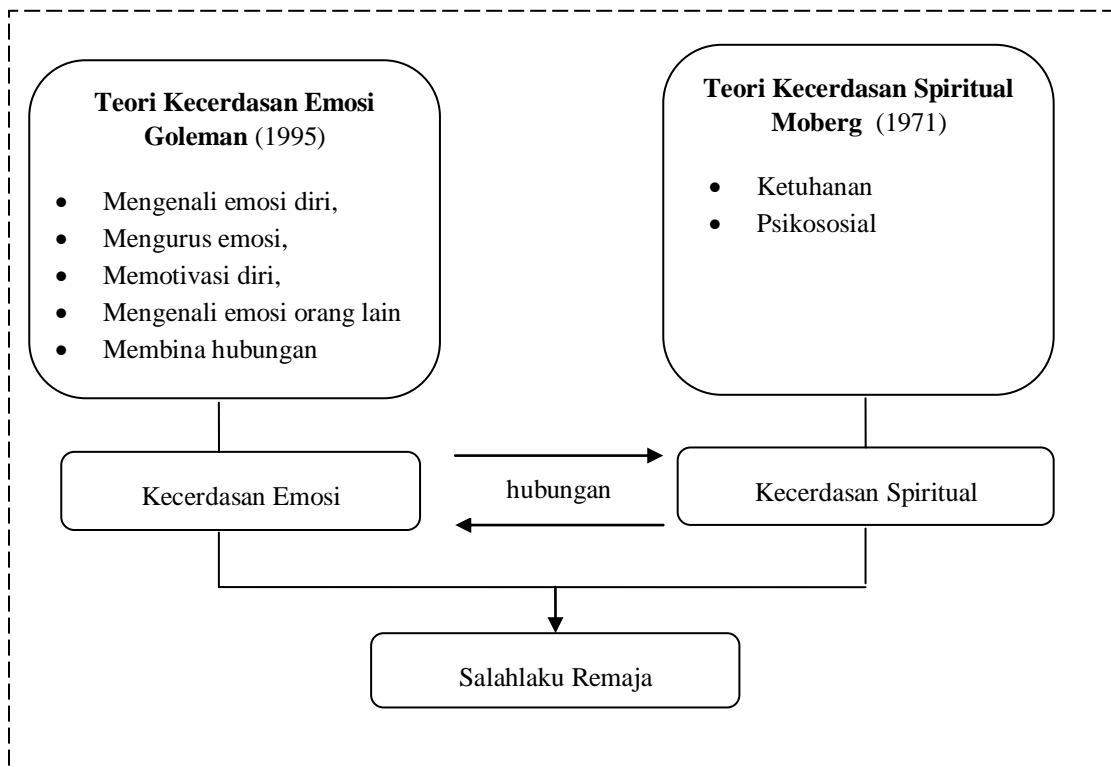 Teori Kecerdasan Emosi
Goleman (1995)
• Mengenali emosi diri,
• Mengurus emosi,
• Memotivasi diri,
• Mengenali emosi orang lain
• Membina hubungan
Teori Kecerdasan Spiritual
Moberg (1971)
• Ketuhanan
• Psikososial
Kecerdasan Emosi
hubungan
Kecerdasan Spiritual
Salahlaku Remaja